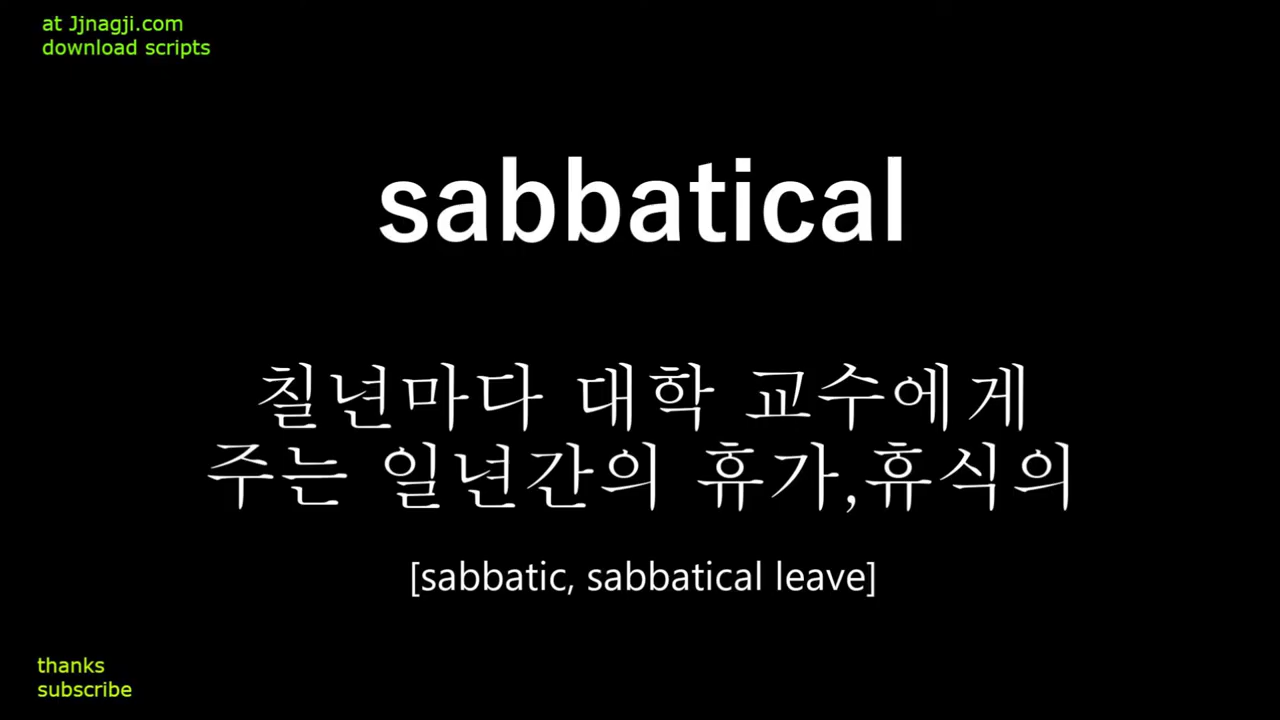 at Jjnagji.com
download scripts
sabbatical
칠년마다 대학 교수에게
주는 일년간의 휴가,휴식의
[sabbatic, sabbatical leave]
thanks
subscribe